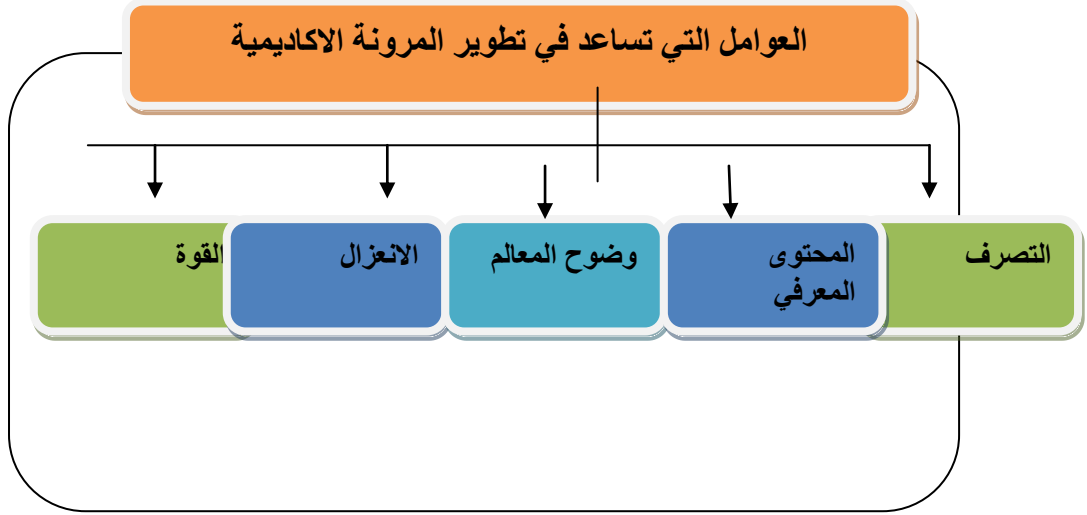 العوامل التي تساعد في تطوير المرونة الاكاديمية
التصرف
المحتوى
المعرفي
وضوح المعالم
الانعزال
القوة